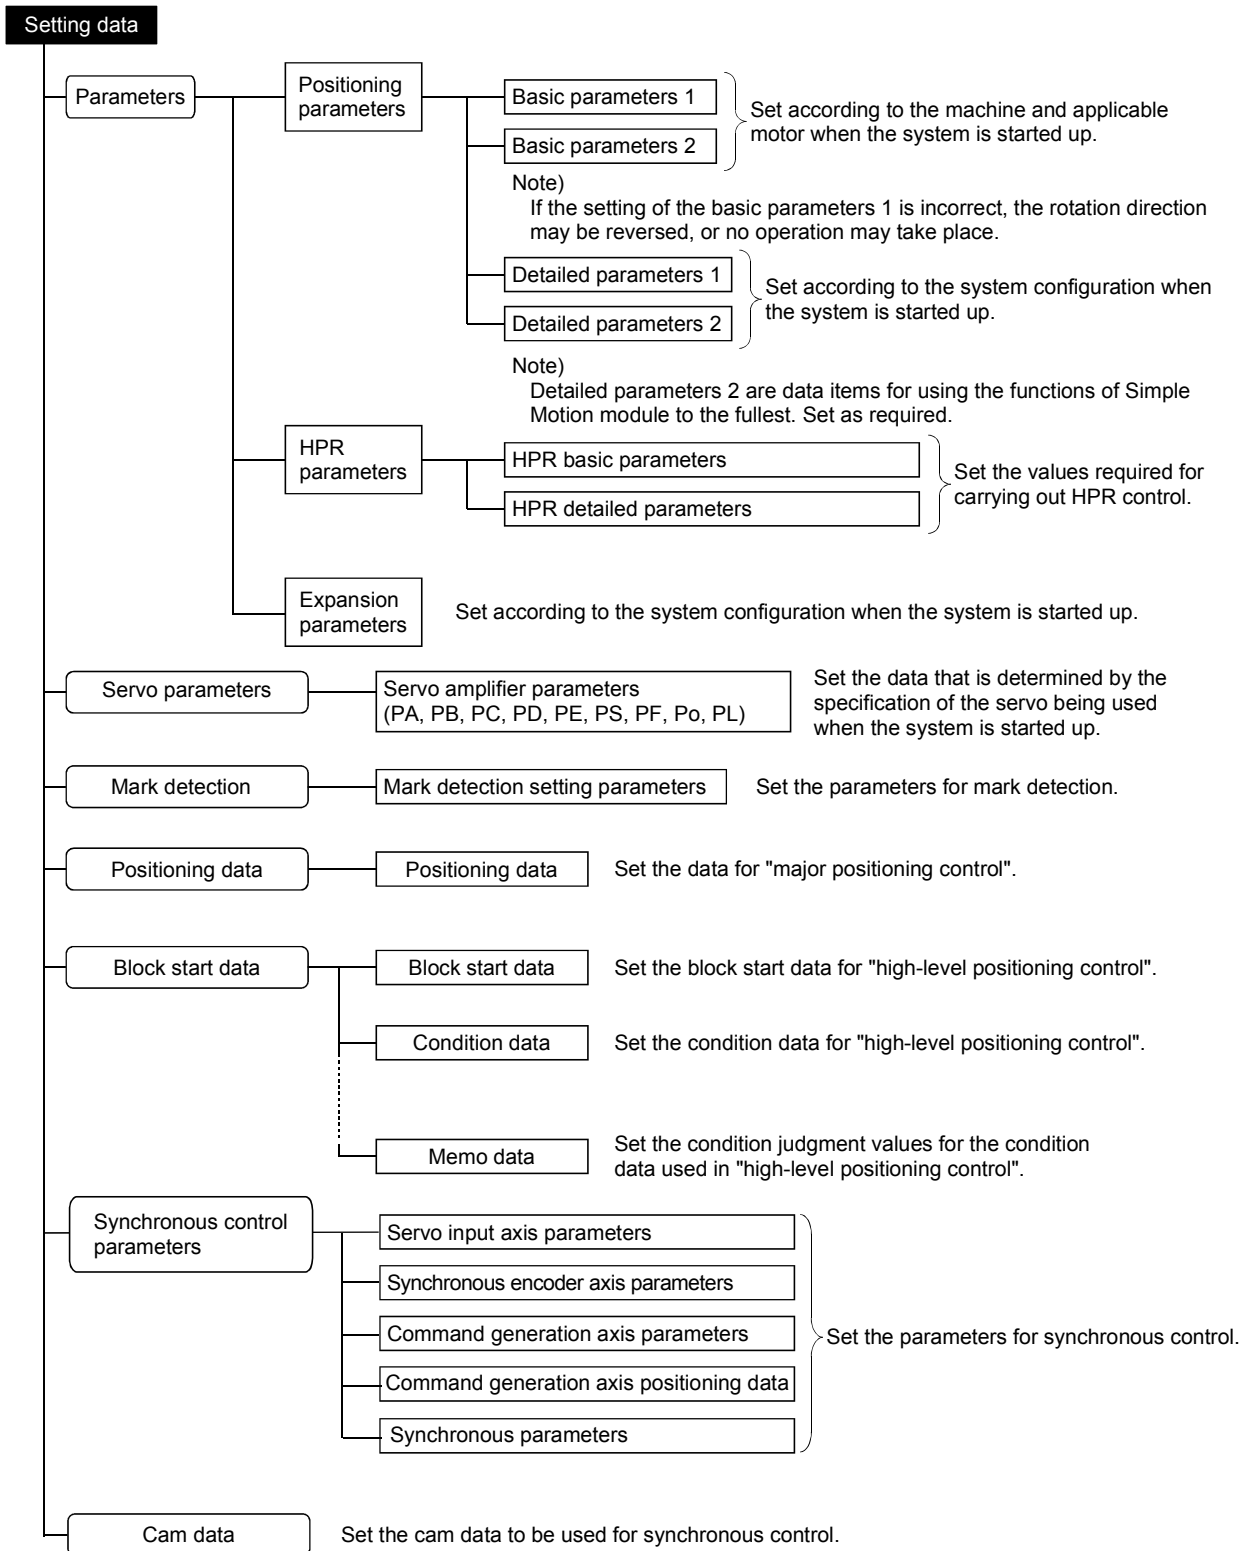 Setting data
Parameters
Positioning
parameters
Basic parameters 1
Basic parameters 2
Set according to the machine and applicable
motor when the system is started up.
Note)
If the setting of the basic parameters 1 is incorrect, the rotation direction
may be reversed, or no operation may take place.
Detailed parameters 1
Detailed parameters 2
Set according to the system configuration when
the system is started up.
Note)
Detailed parameters 2 are data items for using the functions of Simple
Motion module to the fullest. Set as required.
HPR
parameters
HPR basic parameters
HPR detailed parameters
Set the values required for
carrying out HPR control.
Expansion
parameters
Set according to the system configuration when the system is started up.
Servo parameters
Servo amplifier parameters
(PA, PB, PC, PD, PE, PS, PF, Po, PL)
Set the data that is determined by the
specification of the servo being used
when the system is started up.
Mark detection
Mark detection setting parameters
Set the parameters for mark detection.
Positioning data
Positioning data
Set the data for "major positioning control".
Block start data
Block start data
Set the block start data for "high-level positioning control".
Condition data
Set the condition data for "high-level positioning control".
Memo data
Set the condition judgment values for the condition
data used in "high-level positioning control".
Synchronous control
parameters
Servo input axis parameters
Synchronous encoder axis parameters
Command generation axis parameters
Command generation axis positioning data
Synchronous parameters
Set the parameters for synchronous control.
Cam data
Set the cam data to be used for synchronous control.